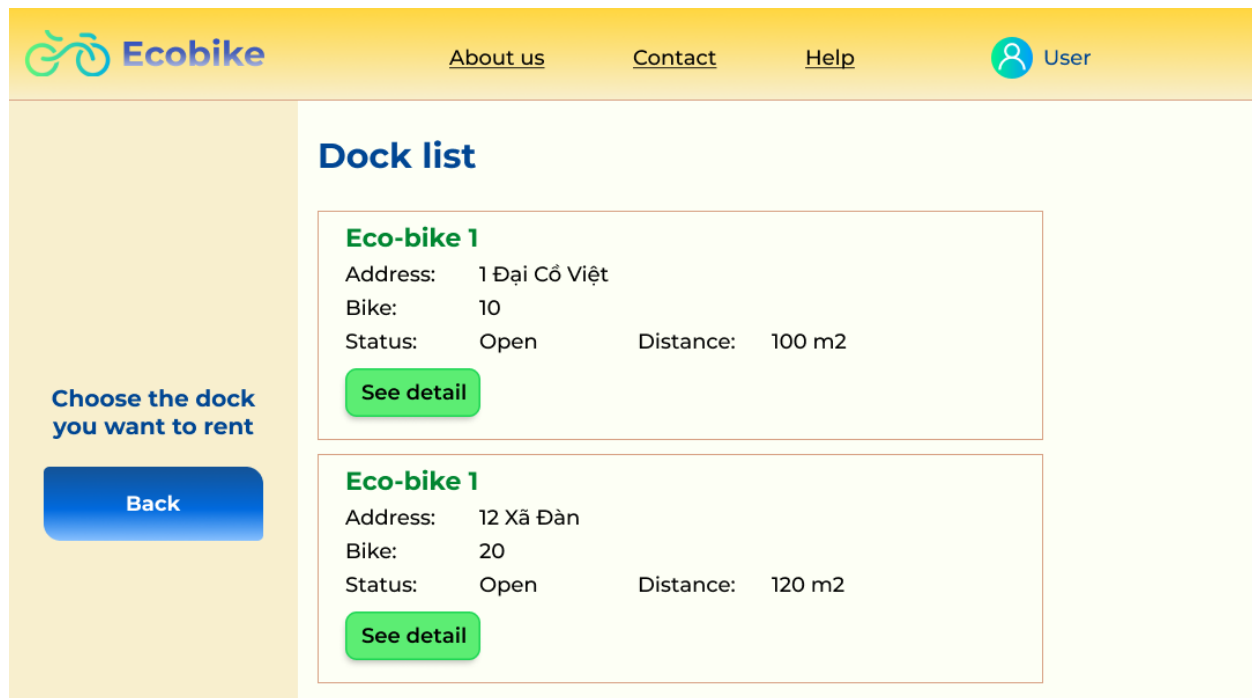 Ecobike
About us Contact Help User
Dock list
Eco-bike 1
Address: 1 Đại Cồ Việt
Bike: 10
Status: Open Distance: 100 m2
See detail
Choose the dock
you want to rent
Back
Eco-bike 1
Address: 12 Xã Đàn
Bike: 20
Status: Open Distance: 120 m2
See detail